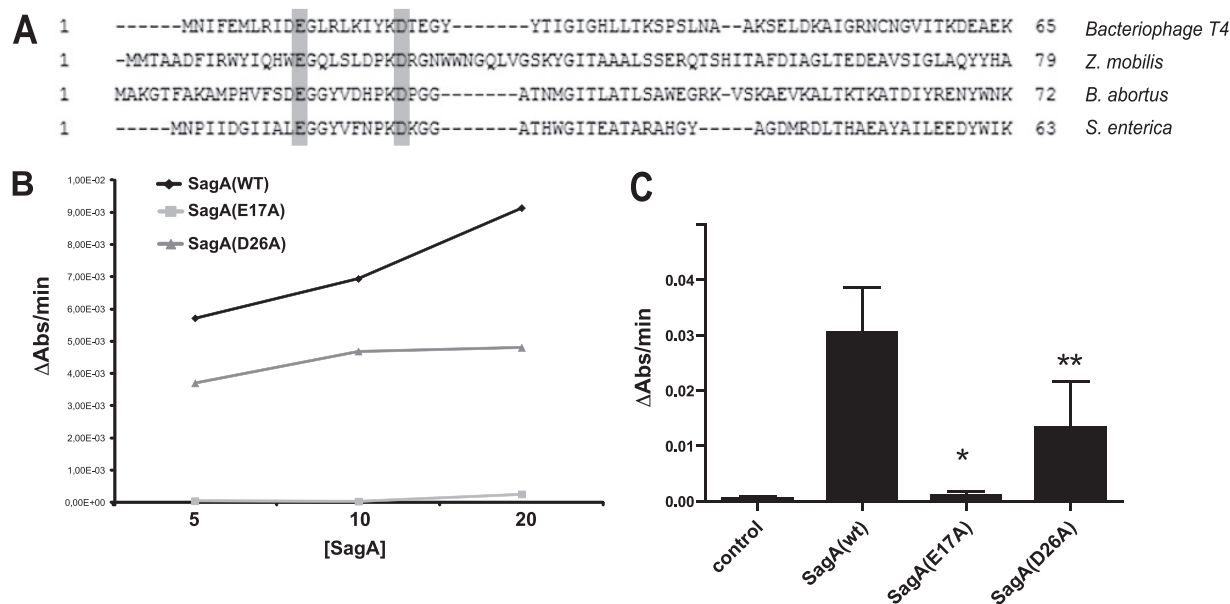 A
1 ------MNIFEMLRIDEGLRLKIYKDTEGY------YTIGIGHLLTKSPSLNA--AKSELDKAIGRNCNGVITKDEAEK 65 Bacteriophage T4
1 -MMTAADFIRWYIQHWEGQLSLDPKDRGNWWNGQLVGSKYGITAAALSSERQTSHITAFDIAGLTEDEAVSIGLAQYYHA 79 Z. mobilis
1 MAKGTFAKAMPHVFSDEGGYVDHPKDPGG-------ATNMGITLATLSAWEGRK-VSKAEVKALTKTKATDIYRENYWNK 72 B. abortus
1 -----MNPIIDGIIALEGGYVFNPKDKGG-------ATHWGITEATARAHGY-----AGDMRDLTHAEAYAILEEDYWIK 63 S. enterica
B
SagA(WT)
SagA(E17A)
SagA(D26A)
ΔAbs/min
1,00E-02
9,00E-03
8,00E-03
7,00E-03
6,00E-03
5,00E-03
4,00E-03
3,00E-03
2,00E-03
1,00E-03
0,00E+00
5 10 20
[SagA]
C
ΔAbs/min
0.04
0.03
0.02
0.01
0.00
*
**
control
SagA(wt)
SagA(E17A)
SagA(D26A)